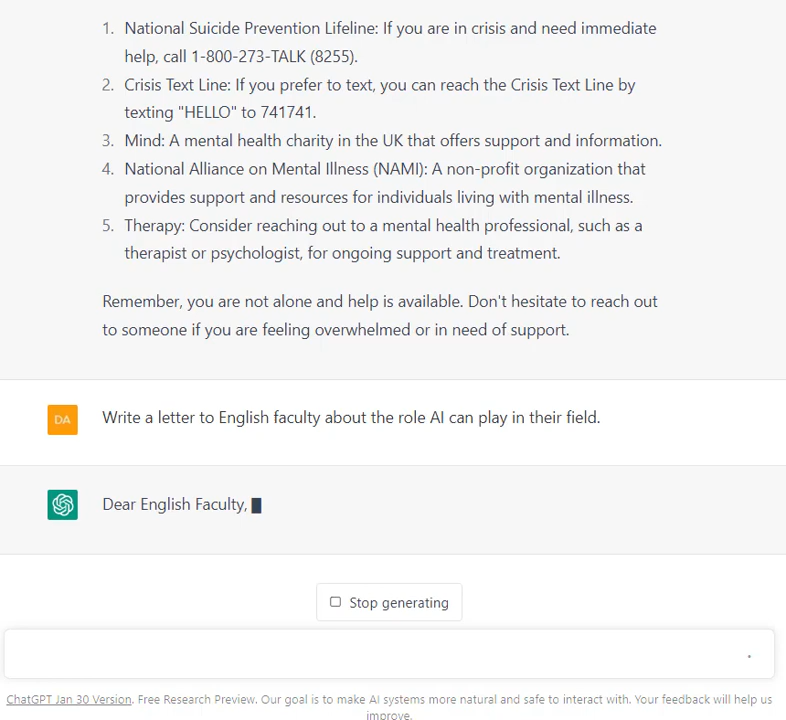 1. National Suicide Prevention Lifeline: If you are in crisis and need immediate
help, call 1-800-273-TALK (8255).
2. Crisis Text Line: If you prefer to text, you can reach the Crisis Text Line by
texting "HELLO" to 741741.
3. Mind: A mental health charity in the UK that offers support and information.
4. National Alliance on Mental Illness (NAMI): A non-profit organization that
provides support and resources for individuals living with mental illness.
5. Therapy: Consider reaching out to a mental health professional, such as a
therapist or psychologist, for ongoing support and treatment.
Remember, you are not alone and help is available. Don't hesitate to reach out
to someone if you are feeling overwhelmed or in need of support.
DA
Write a letter to English faculty about the role AI can play in their field.
Dear English Faculty,
Stop generating
ChatGPT Jan 30 Version. Free Research Preview. Our goal is to make AI systems more natural and safe to interact with. Your feedback will help us
improve.